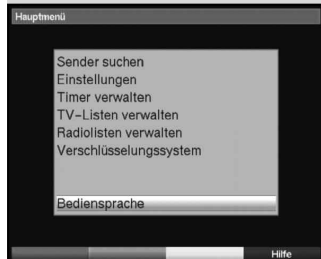 Hauptmenü
Sender suchen
Einstellungen
Timer verwalten
TV-Listen verwalten
Radiolisten verwalten
Verschlüsselungssystem
Bediensprache
Hilfe